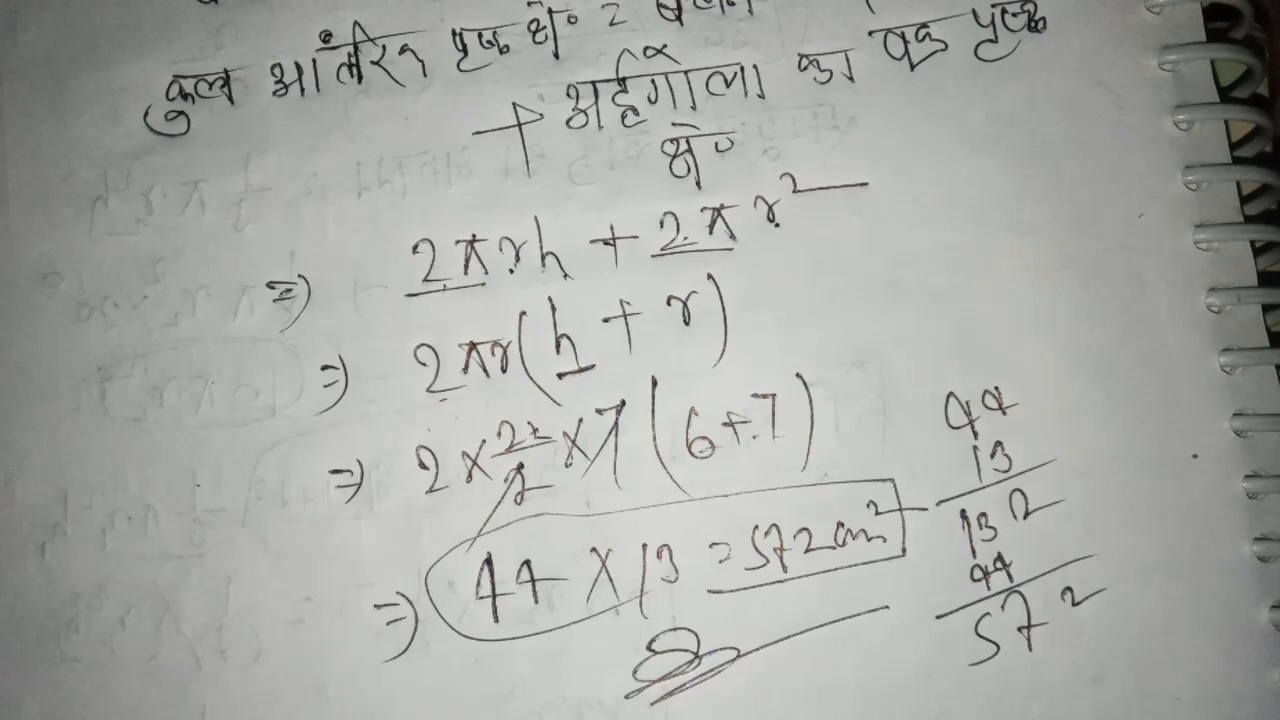 कुल आंतरिक पृष्ठ क्षे० =
+ अर्द्धगोला का वक्र पृष्ठ
क्षे०
=) 2πrh + 2πr²
=) 2πr(h + r)
=) 2 × 22/7 × 7 (6+7)
=) 44 × 13 = 572 cm²
44
13
132
44
572